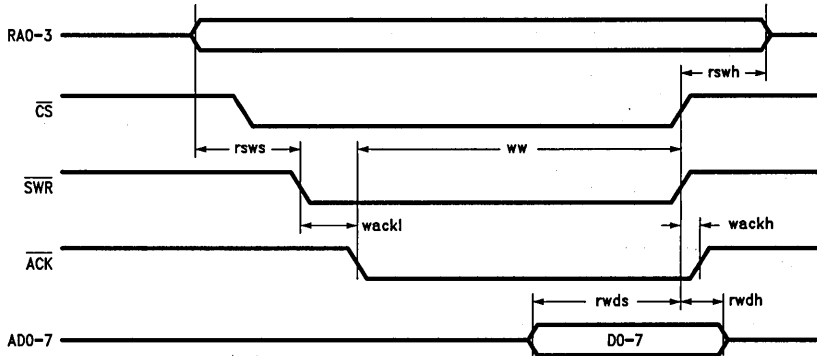 RA0-3
rswh
CS
rsws
ww
SWR
wackl
wackh
ACK
rwds
rwdh
AD0-7
D0-7